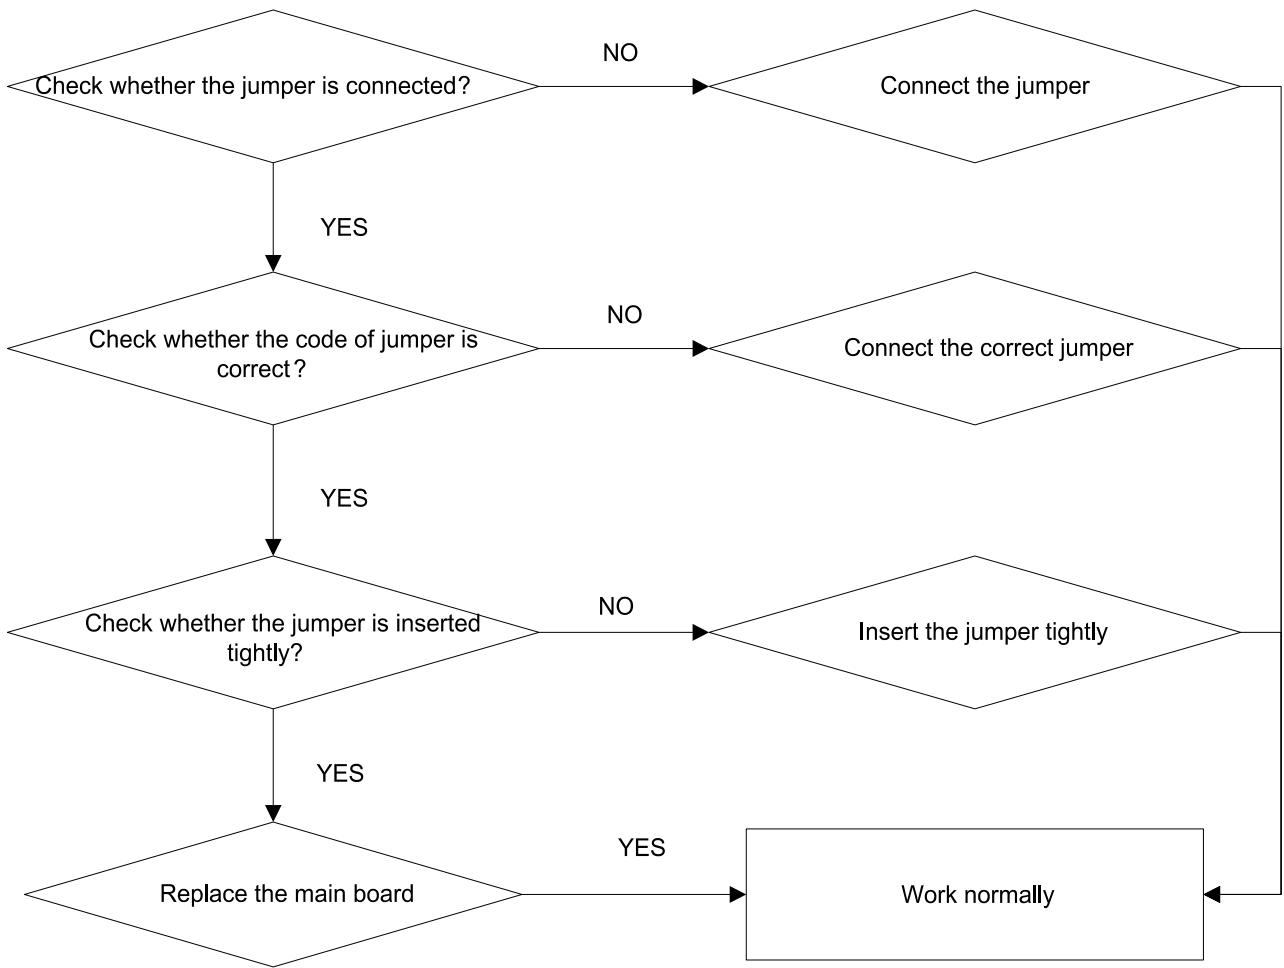 Check whether the jumper is connected?
NO
Connect the jumper
YES
Check whether the code of jumper is
correct?
NO
Connect the correct jumper
YES
Check whether the jumper is inserted
tightly?
NO
Insert the jumper tightly
YES
Replace the main board
YES
Work normally